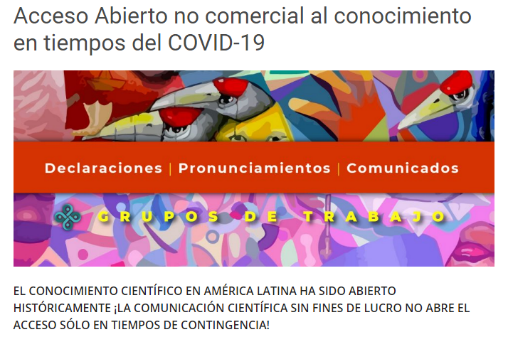 Acceso Abierto no comercial al conocimiento
en tiempos del COVID-19
Declaraciones | Pronunciamientos | Comunicados
GRUPOS DE TRABAJO
EL CONOCIMIENTO CIENTÍFICO EN AMÉRICA LATINA HA SIDO ABIERTO
HISTÓRICAMENTE ¡LA COMUNICACIÓN CIENTÍFICA SIN FINES DE LUCRO NO ABRE EL
ACCESO SÓLO EN TIEMPOS DE CONTINGENCIA!